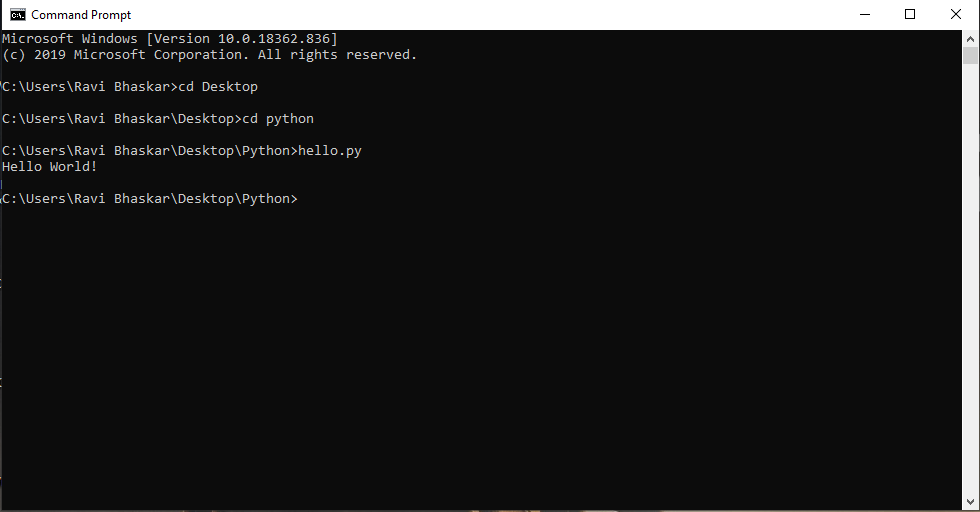 Command Prompt
Microsoft Windows [Version 10.0.18362.836]
(c) 2019 Microsoft Corporation. All rights reserved.
C:\Users\Ravi Bhaskar>cd Desktop
C:\Users\Ravi Bhaskar\Desktop>cd python
C:\Users\Ravi Bhaskar\Desktop\Python>hello.py
Hello World!
C:\Users\Ravi Bhaskar\Desktop\Python>